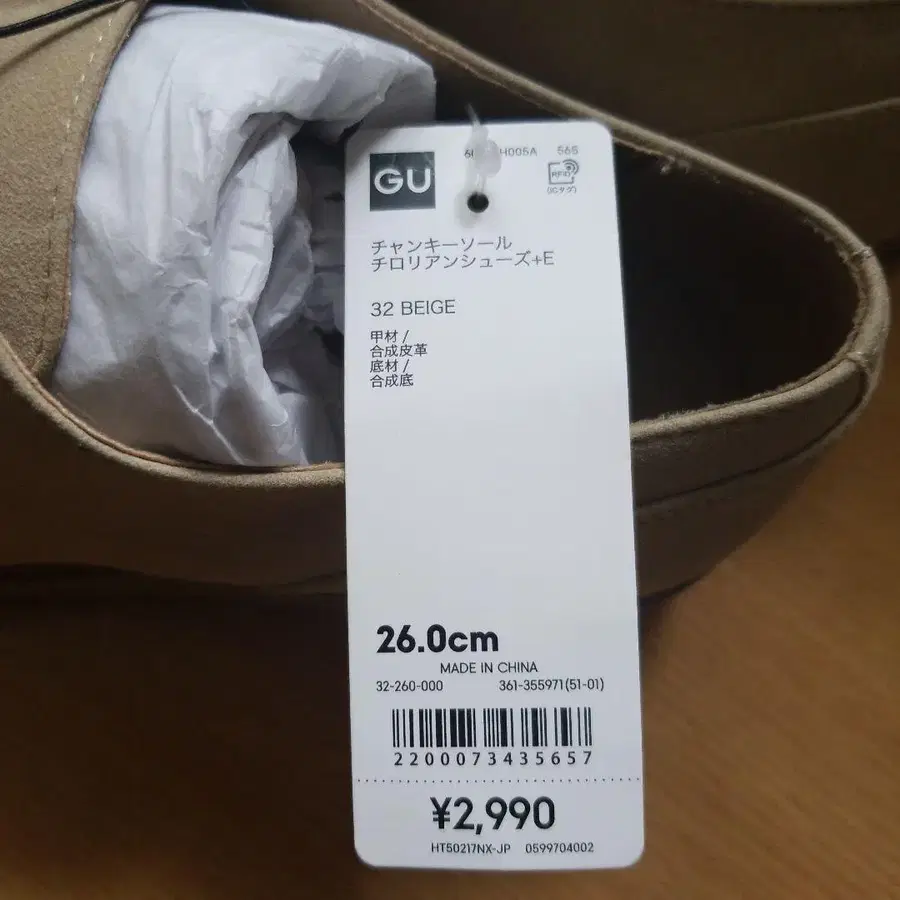 GU
565
RFID
(ICタグ)
チャンキーソール
チロリアンシューズ+E
32 BEIGE
甲材 /
合成皮革
底材 /
合成底
26.0cm
MADE IN CHINA
32-260-000 361-355971(51-01)
2200073435657
¥2,990
HT50217NX-JP 0599704002